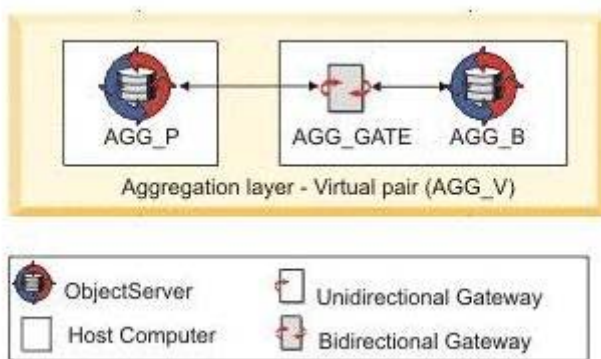 AGG_P
AGG_GATE
AGG_B
Aggregation layer - Virtual pair (AGG_V)
ObjectServer
Unidirectional Gateway
Host Computer
Bidirectional Gateway